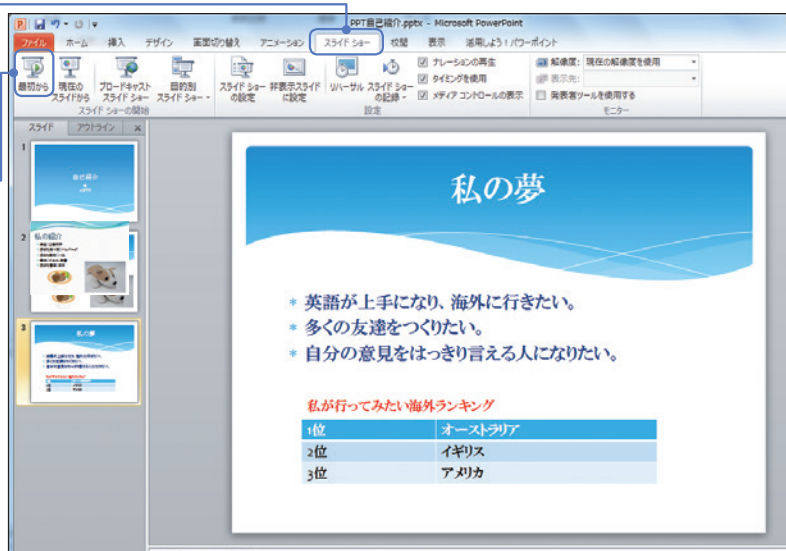 PPT自己紹介.pptx - Microsoft PowerPoint
ファイル ホーム 挿入 デザイン 画面切り替え アニメーション スライド ショー 校閲 表示 活用しよう!パワーポイント
最初から
現在の
スライドから
ブロードキャスト
スライド ショー
目的別
スライド ショー
スライド ショーの開始
スライド ショー
の設定
非表示スライド
に設定
リハーサル
スライド ショー
の記録
ナレーションの再生
タイミングを使用
メディア コントロールの表示
設定
解像度: 現在の解像度を使用
表示先:
発表者ツールを使用する
モニター
スライド アウトライン
1
自己紹介
2
私の紹介
3
私の夢
私の夢
* 英語が上手になり、海外に行きたい。
* 多くの友達をつくりたい。
* 自分の意見をはっきり言える人になりたい。
私が行ってみたい海外ランキング
1位 オーストラリア
2位 イギリス
3位 アメリカ